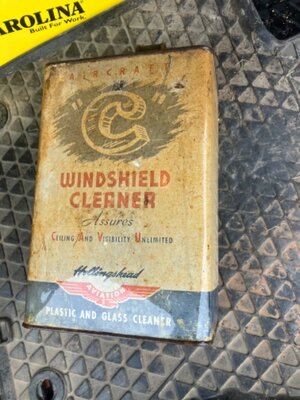 AROLINA
Built For Work.
AIRCRAFT
"C"
WINDSHIELD
CLEANER
Assures
CEILING AND VISIBILITY UNLIMITED
Hollingshead
AVIATION
PLASTIC AND GLASS CLEANER